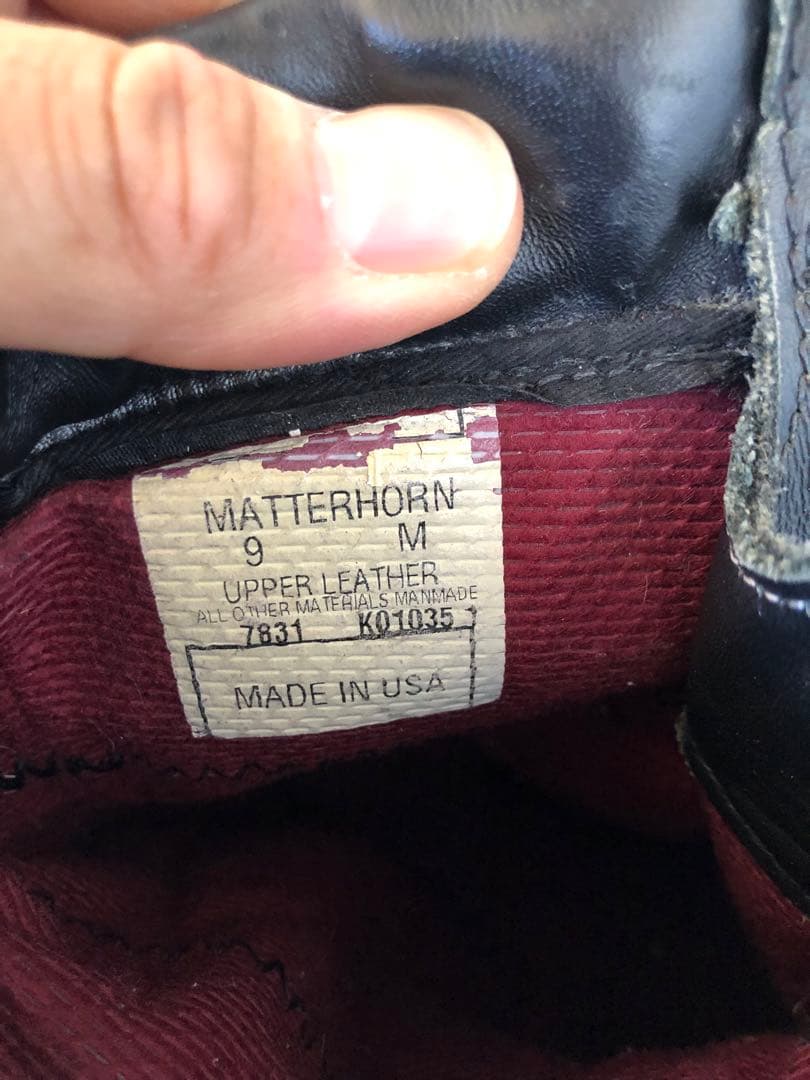 MATTERHORN
9 M
UPPER LEATHER
ALL OTHER MATERIALS MANMADE
7831 K01035
MADE IN USA